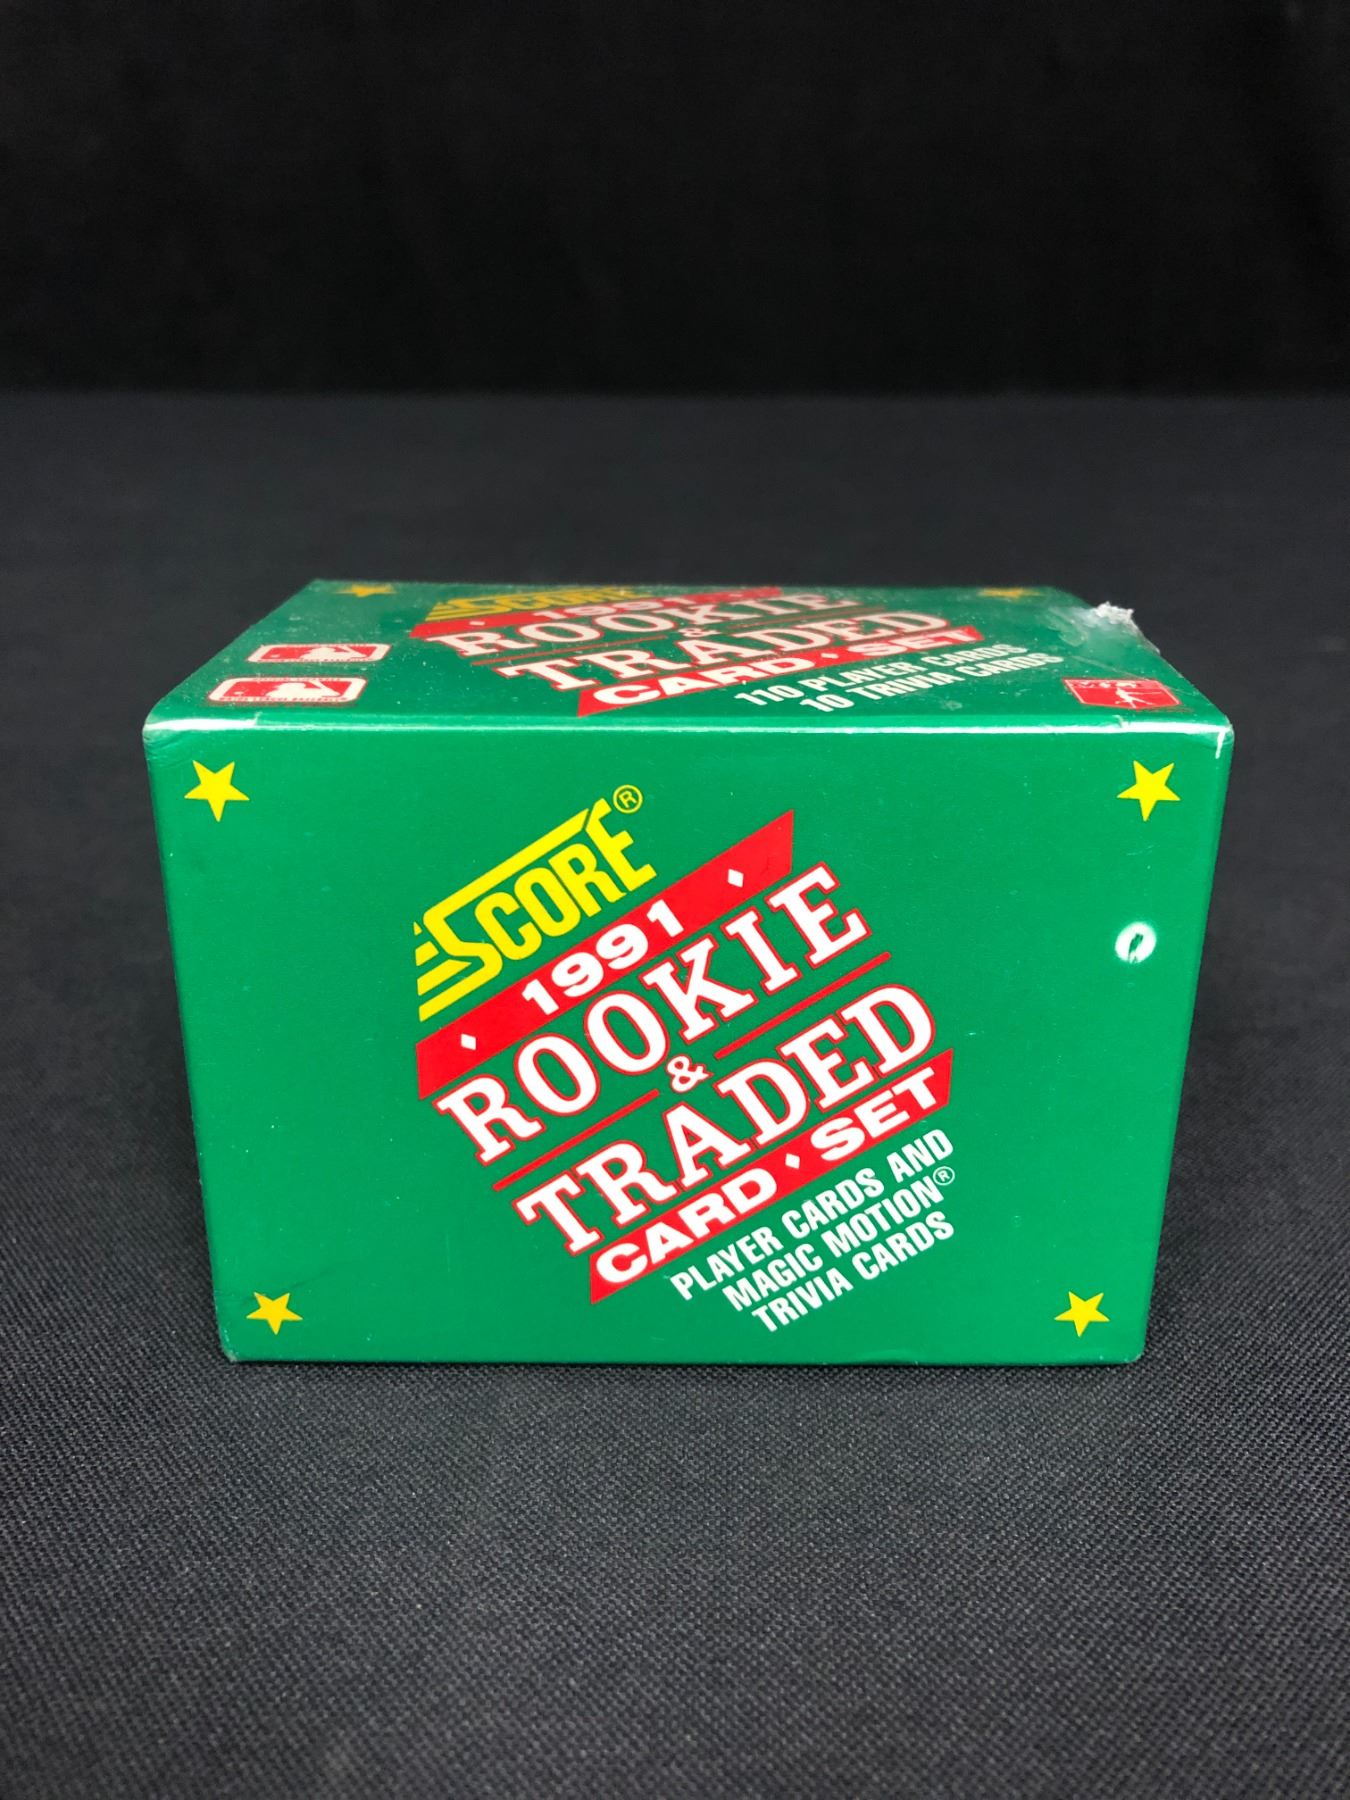 SCORE
1991
ROOKIE
&
TRADED
CARD • SET
110 PLAYER CARDS
10 TRIVIA CARDS
SCORE®
1991
ROOKIE
&
TRADED
CARD • SET
PLAYER CARDS AND
MAGIC MOTION®
TRIVIA CARDS